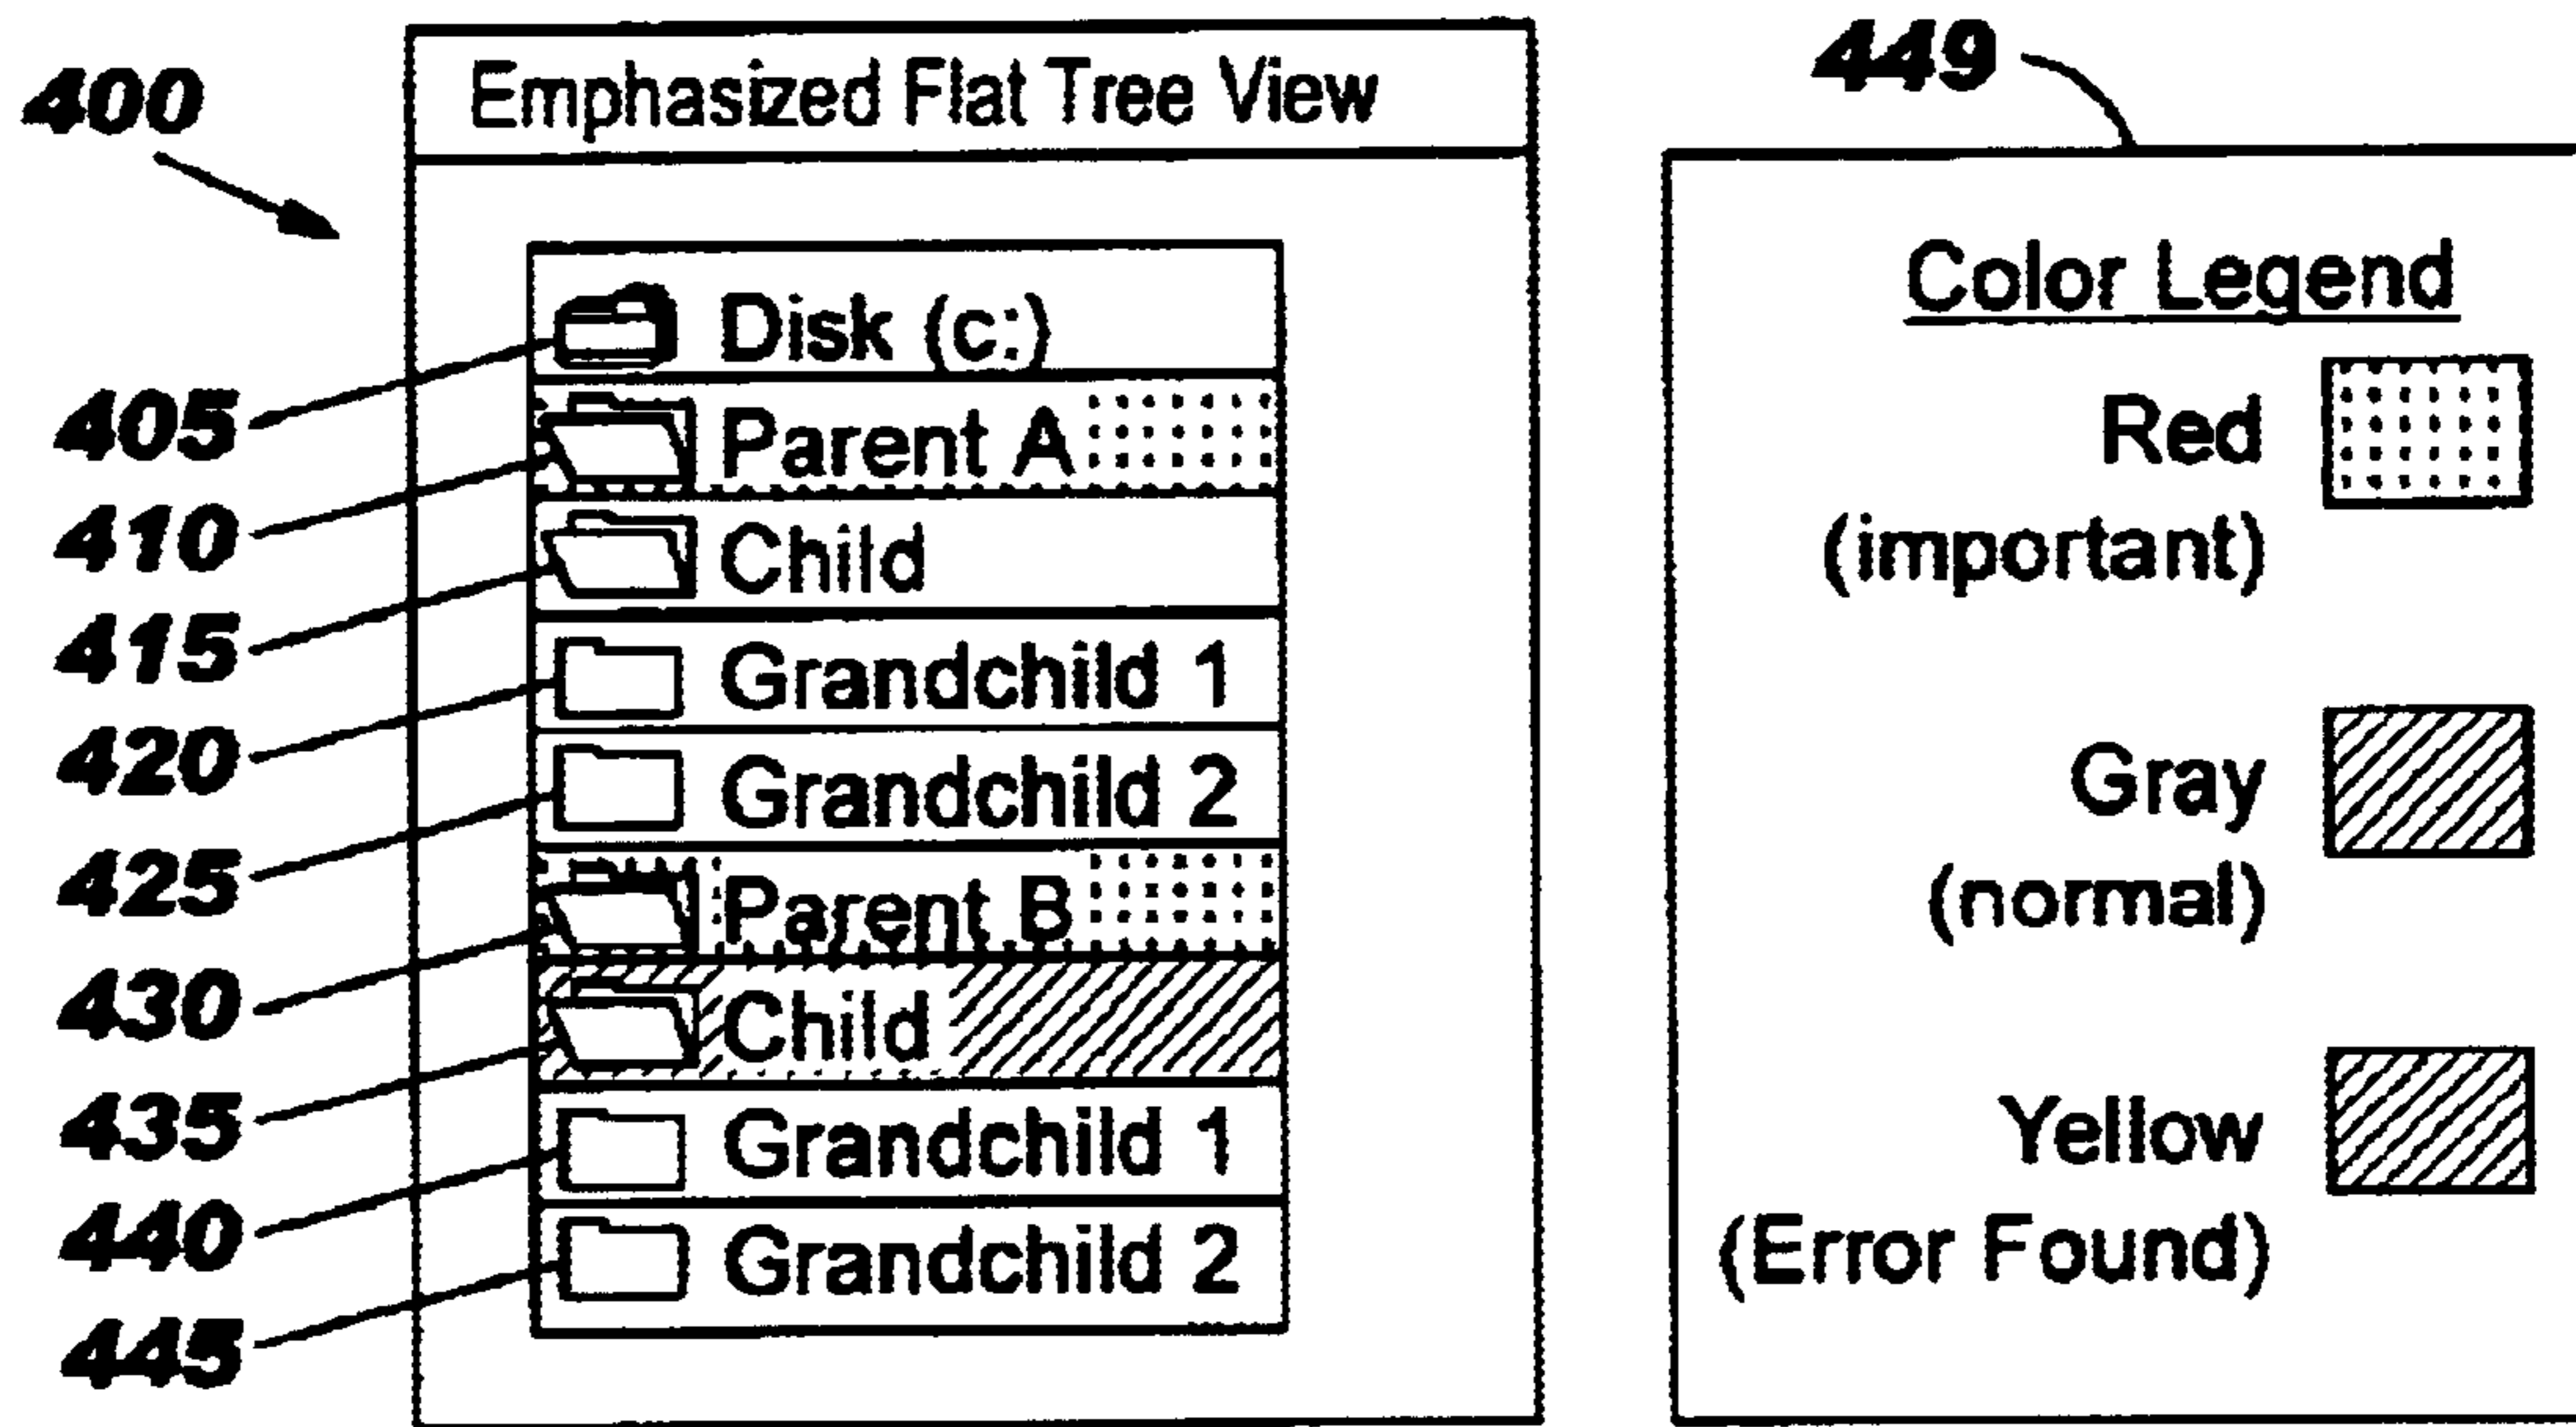 400
Emphasized Flat Tree View
Disk (c:)
Parent A
Child
Grandchild 1
Grandchild 2
Parent B
Child
Grandchild 1
Grandchild 2
405
410
415
420
425
430
435
440
445
449
Color Legend
Red
(important)
Gray
(normal)
Yellow
(Error Found)